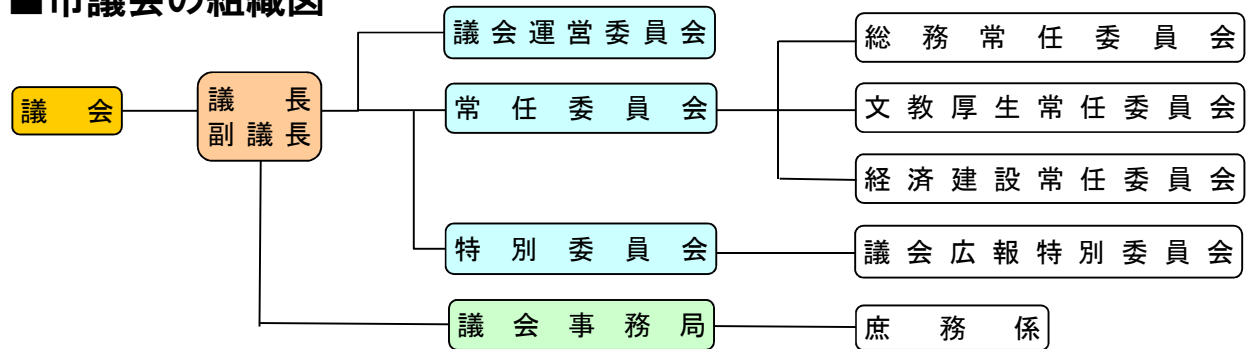 ■市議会の組織図
議会
議長
副議長
議会運営委員会
常任委員会
特別委員会
議会事務局
総務常任委員会
文教厚生常任委員会
経済建設常任委員会
議会広報特別委員会
庶務係